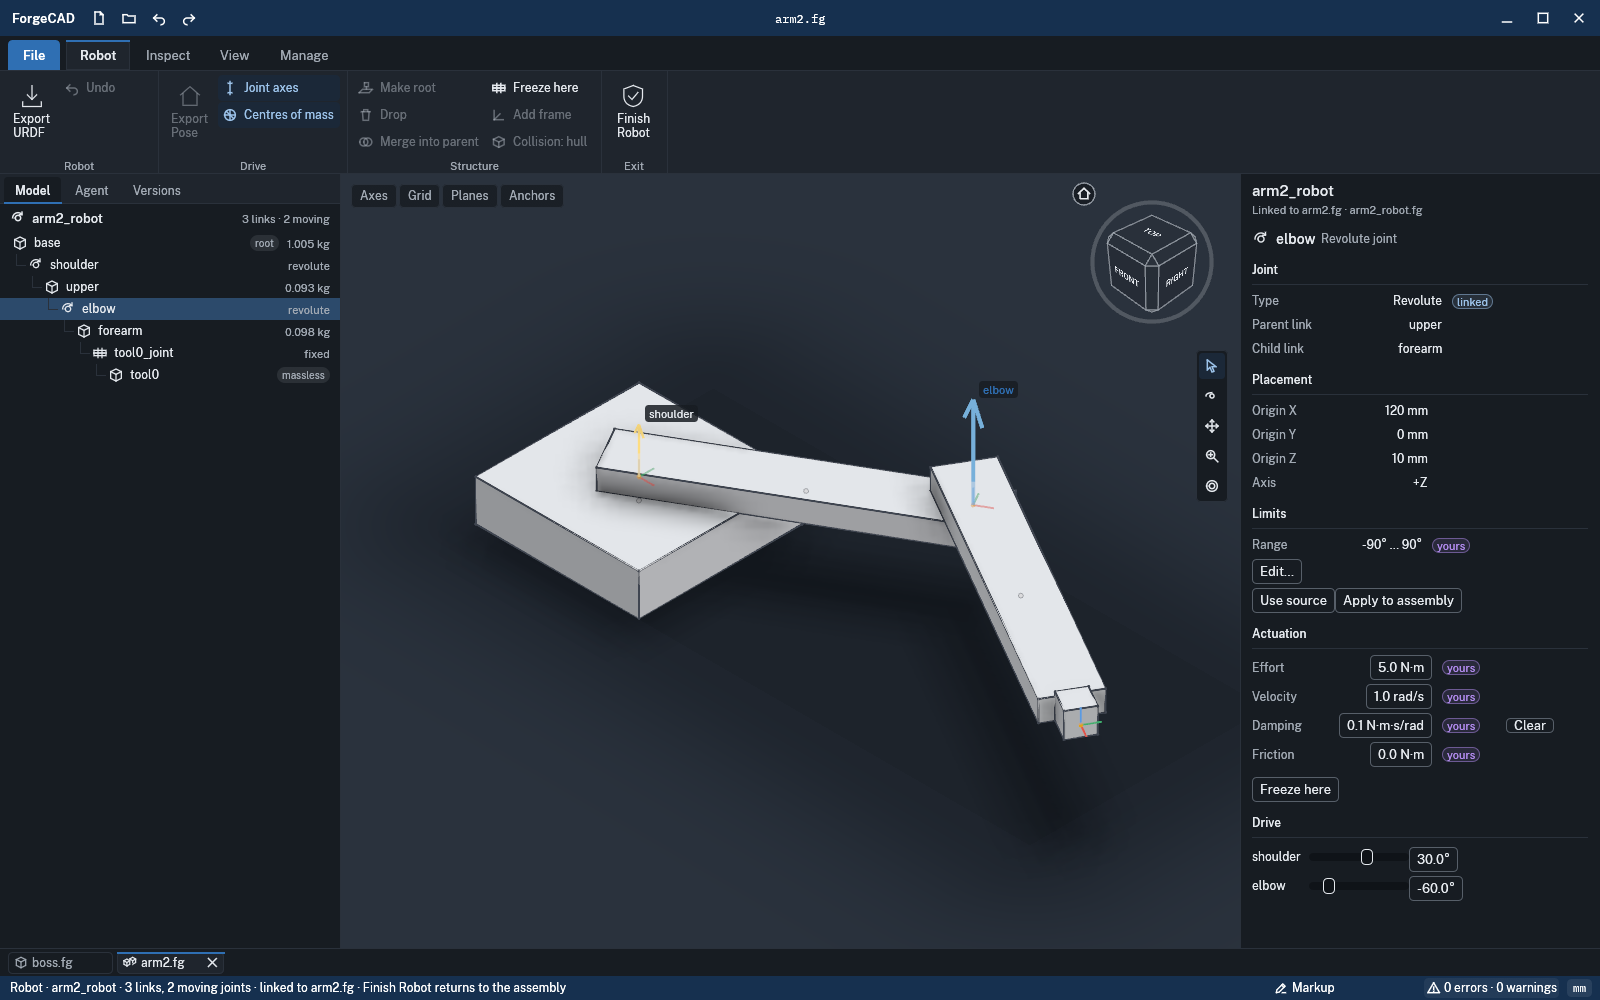 ForgeCAD
arm2.fg
File
Robot
Inspect
View
Manage
Export URDF
Undo
Robot
Export Pose
Joint axes
Centres of mass
Drive
Make root
Drop
Merge into parent
Freeze here
Add frame
Collision: hull
Structure
Finish Robot
Exit
Model
Agent
Versions
arm2_robot 3 links · 2 moving
base root 1.005 kg
shoulder revolute
upper 0.093 kg
elbow revolute
forearm 0.098 kg
tool0_joint fixed
tool0 massless
Axes
Grid
Planes
Anchors
TOP
FRONT
RIGHT
shoulder
elbow
arm2_robot
Linked to arm2.fg · arm2_robot.fg
elbow Revolute joint
Joint
Type Revolute linked
Parent link upper
Child link forearm
Placement
Origin X 120 mm
Origin Y 0 mm
Origin Z 10 mm
Axis +Z
Limits
Range -90° ... 90° yours
Edit...
Use source
Apply to assembly
Actuation
Effort 5.0 N·m yours
Velocity 1.0 rad/s yours
Damping 0.1 N·m·s/rad yours Clear
Friction 0.0 N·m yours
Freeze here
Drive
shoulder 30.0°
elbow -60.0°
boss.fg
arm2.fg
Robot · arm2_robot · 3 links, 2 moving joints · linked to arm2.fg · Finish Robot returns to the assembly
Markup
0 errors · 0 warnings
mm